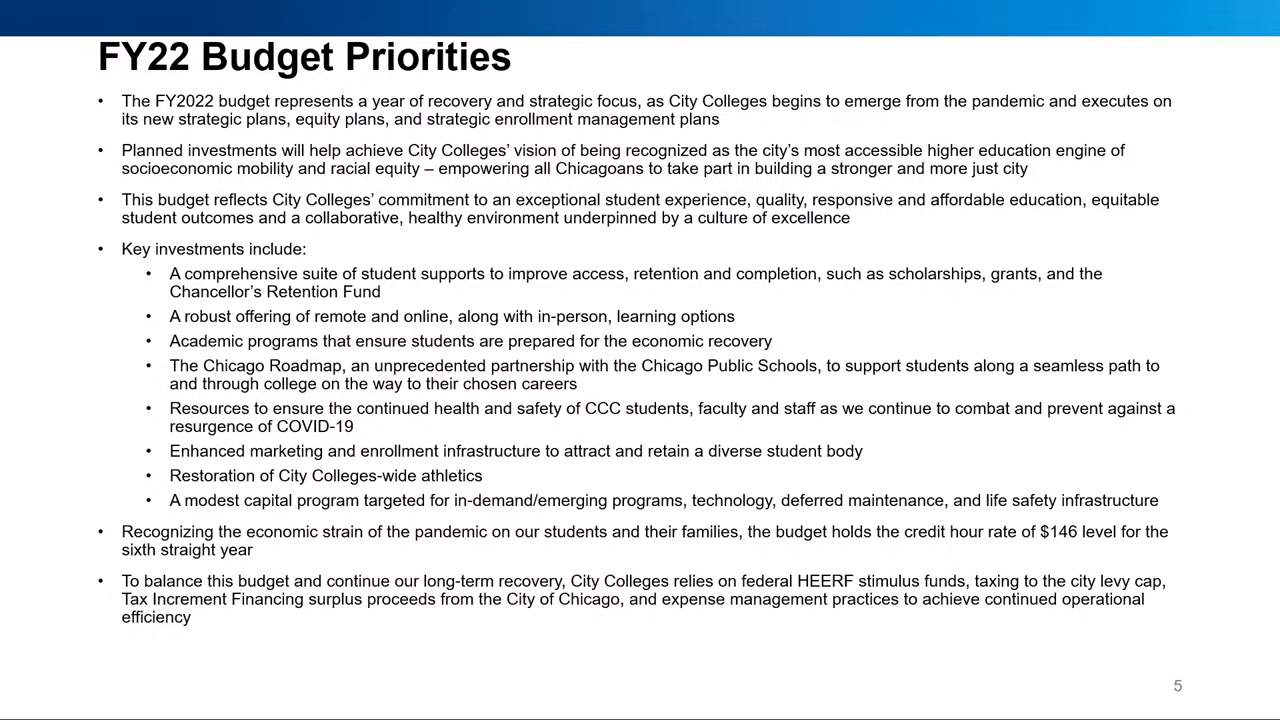 FY22 Budget Priorities
• The FY2022 budget represents a year of recovery and strategic focus, as City Colleges begins to emerge from the pandemic and executes on
its new strategic plans, equity plans, and strategic enrollment management plans
• Planned investments will help achieve City Colleges' vision of being recognized as the city's most accessible higher education engine of
socioeconomic mobility and racial equity – empowering all Chicagoans to take part in building a stronger and more just city
• This budget reflects City Colleges' commitment to an exceptional student experience, quality, responsive and affordable education, equitable
student outcomes and a collaborative, healthy environment underpinned by a culture of excellence
• Key investments include:
• A comprehensive suite of student supports to improve access, retention and completion, such as scholarships, grants, and the
Chancellor's Retention Fund
• A robust offering of remote and online, along with in-person, learning options
• Academic programs that ensure students are prepared for the economic recovery
• The Chicago Roadmap, an unprecedented partnership with the Chicago Public Schools, to support students along a seamless path to
and through college on the way to their chosen careers
• Resources to ensure the continued health and safety of CCC students, faculty and staff as we continue to combat and prevent against a
resurgence of COVID-19
• Enhanced marketing and enrollment infrastructure to attract and retain a diverse student body
• Restoration of City Colleges-wide athletics
• A modest capital program targeted for in-demand/emerging programs, technology, deferred maintenance, and life safety infrastructure
• Recognizing the economic strain of the pandemic on our students and their families, the budget holds the credit hour rate of $146 level for the
sixth straight year
• To balance this budget and continue our long-term recovery, City Colleges relies on federal HEERF stimulus funds, taxing to the city levy cap,
Tax Increment Financing surplus proceeds from the City of Chicago, and expense management practices to achieve continued operational
efficiency
5